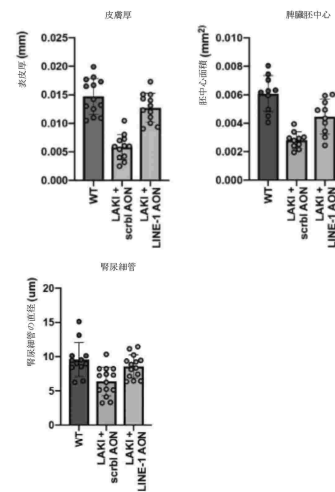 皮膚厚
表皮厚 (mm)
0.025
0.020
0.015
0.010
0.005
0.000
WT
LAKI +
scrbl AON
LAKI +
LINE-1 AON
脾臓胚中心
胚中心面積 (mm²)
0.010
0.008
0.006
0.004
0.002
0.000
WT
LAKI +
scrbl AON
LAKI +
LINE-1 AON
腎尿細管
腎尿細管の直径 (um)
20
15
10
5
0
WT
LAKI +
scrbl AON
LAKI +
LINE-1 AON